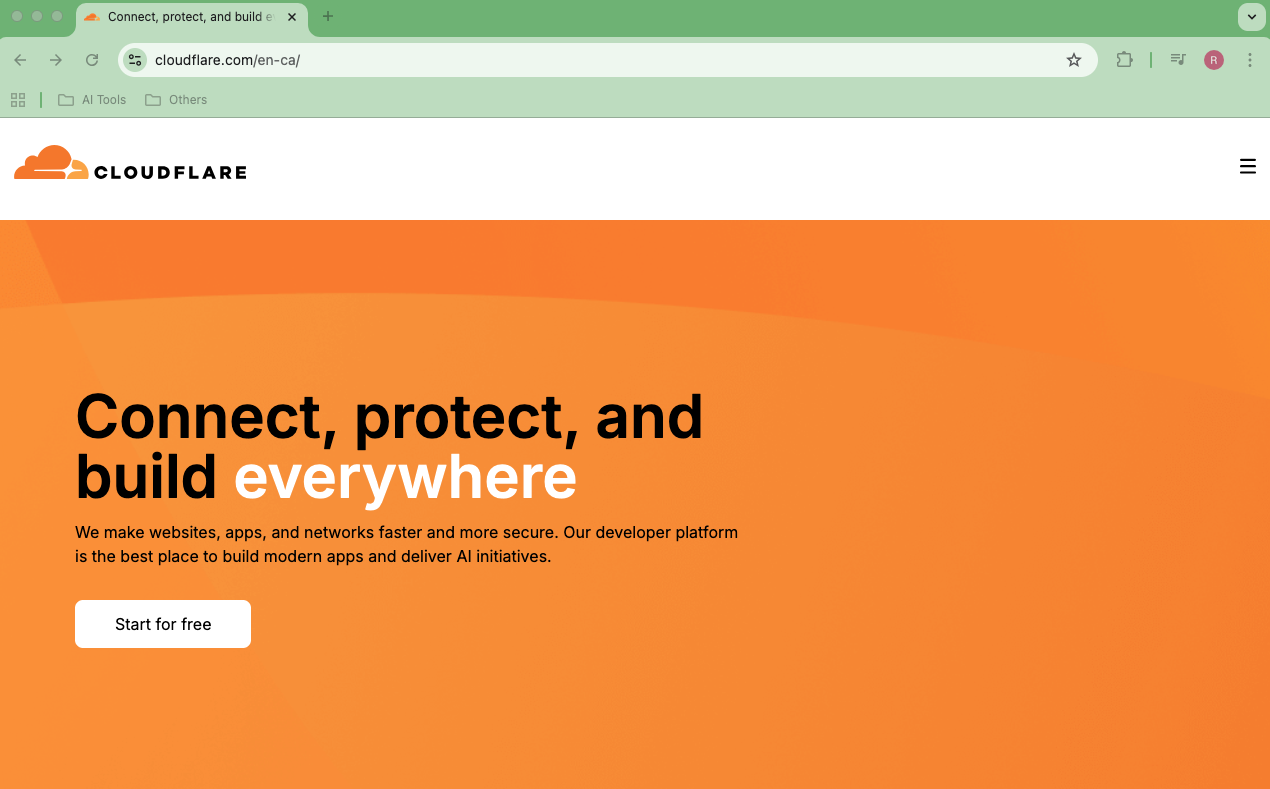 Connect, protect, and build e
cloudflare.com/en-ca/
R
AI Tools
Others
CLOUDFLARE
Connect, protect, and
build everywhere
We make websites, apps, and networks faster and more secure. Our developer platform
is the best place to build modern apps and deliver AI initiatives.
Start for free